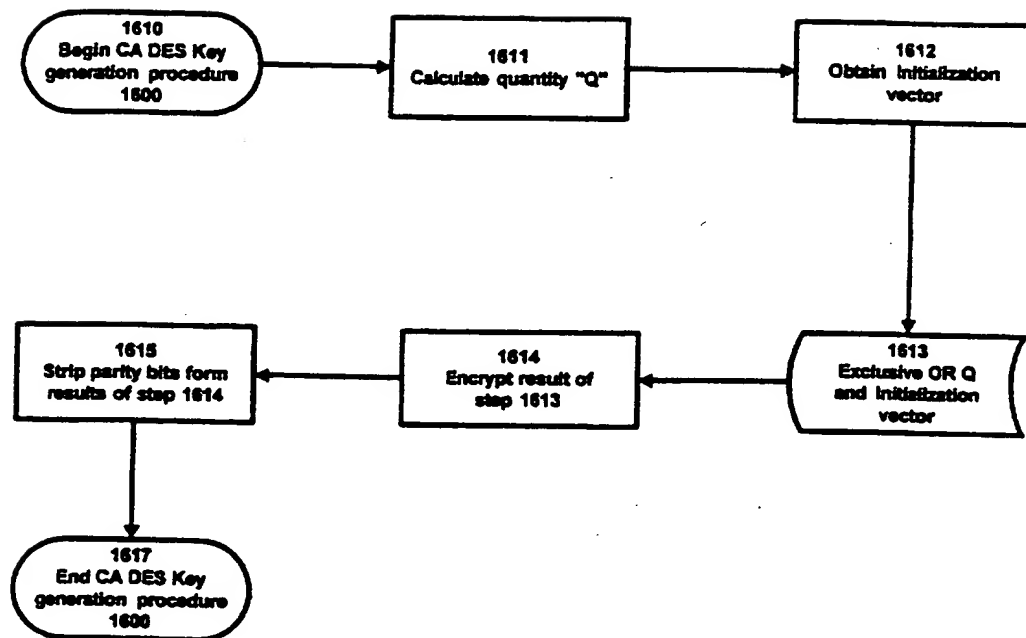 1610
Begin CA DES Key
generation procedure
1600
1611
Calculate quantity "Q"
1612
Obtain initialization
vector
1613
Exclusive OR Q
and initialization
vector
1614
Encrypt result of
step 1613
1615
Strip parity bits form
results of step 1614
1617
End CA DES Key
generation procedure
1600